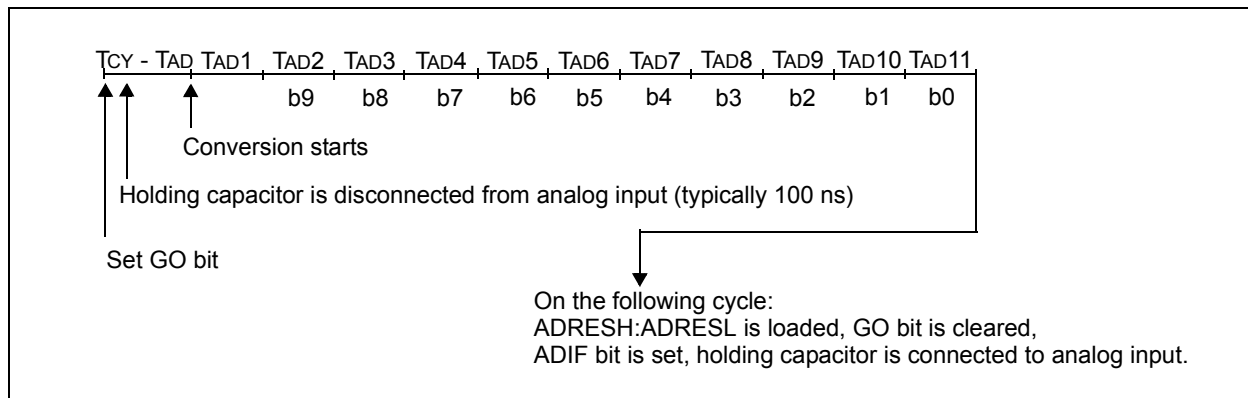 TCY - TAD TAD1 TAD2 TAD3 TAD4 TAD5 TAD6 TAD7 TAD8 TAD9 TAD10 TAD11
b9 b8 b7 b6 b5 b4 b3 b2 b1 b0
Conversion starts
Holding capacitor is disconnected from analog input (typically 100 ns)
Set GO bit
On the following cycle:
ADRESH:ADRESL is loaded, GO bit is cleared,
ADIF bit is set, holding capacitor is connected to analog input.